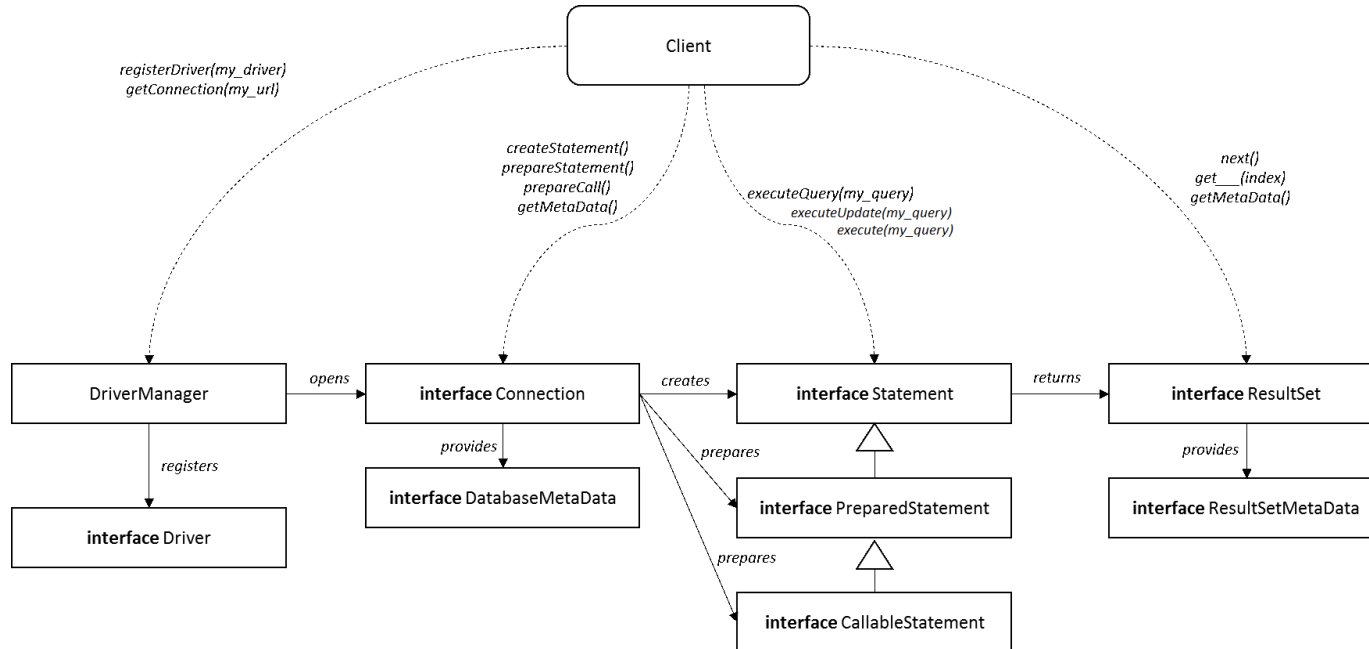 Client
registerDriver(my_driver)
getConnection(my_url)
createStatement()
prepareStatement()
prepareCall()
getMetaData()
executeQuery(my_query)
executeUpdate(my_query)
execute(my_query)
next()
get___(index)
getMetaData()
DriverManager
opens
interface Connection
creates
interface Statement
returns
interface ResultSet
registers
provides
prepares
provides
interface Driver
interface DatabaseMetaData
interface PreparedStatement
interface ResultSetMetaData
prepares
interface CallableStatement